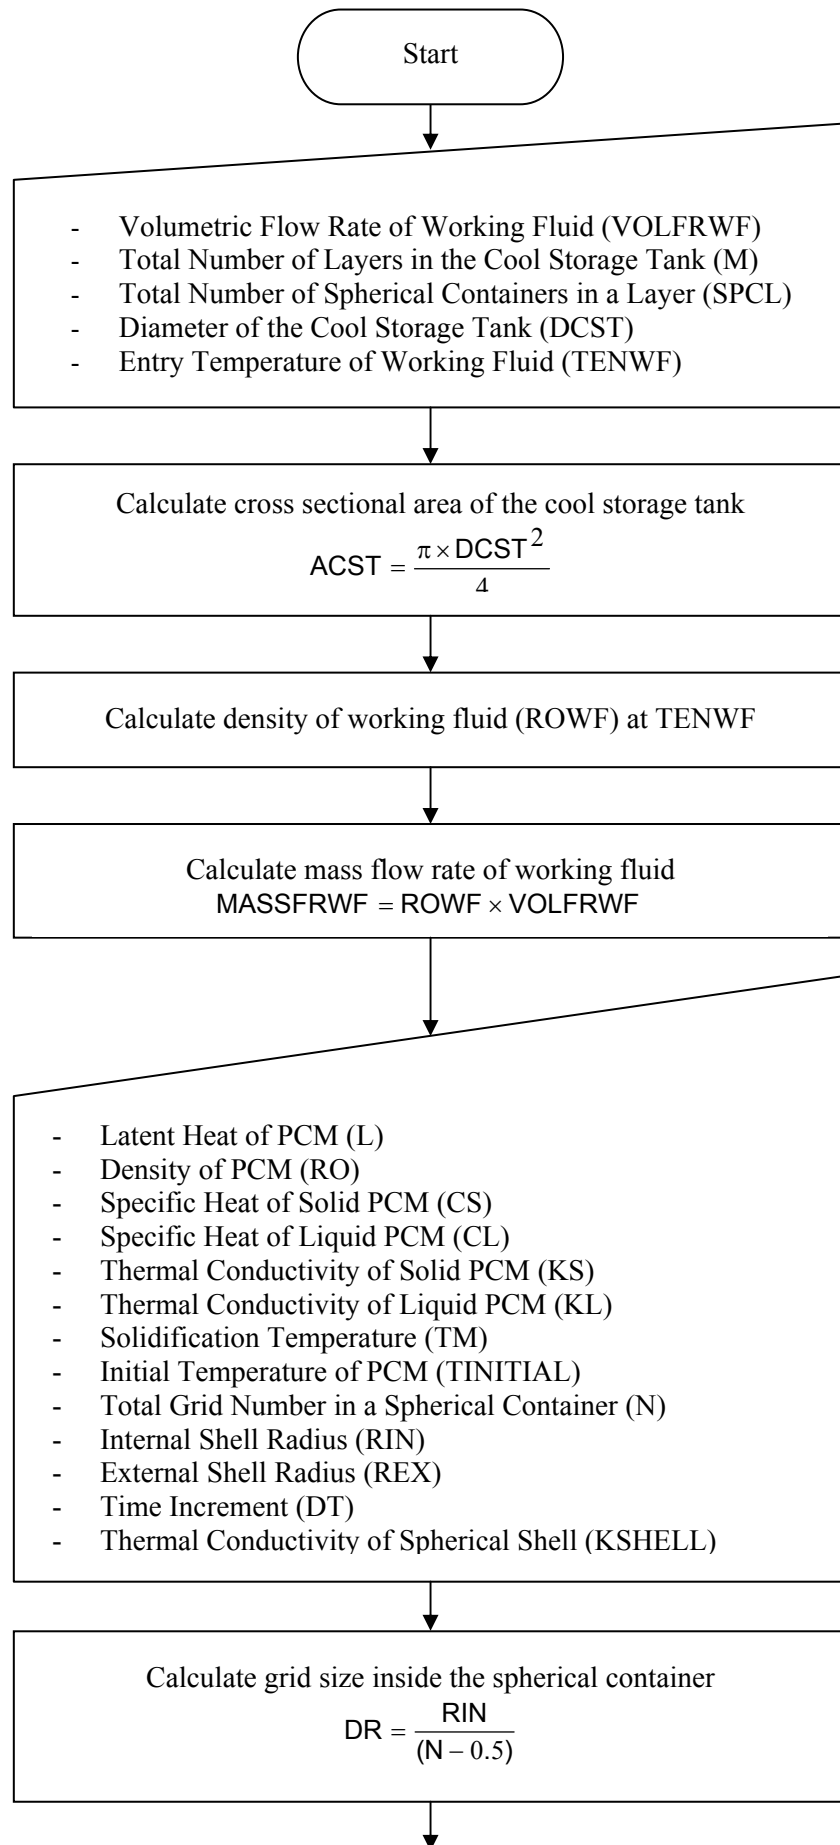 Start
- Volumetric Flow Rate of Working Fluid (VOLFRWF)
- Total Number of Layers in the Cool Storage Tank (M)
- Total Number of Spherical Containers in a Layer (SPCL)
- Diameter of the Cool Storage Tank (DCST)
- Entry Temperature of Working Fluid (TENWF)
Calculate cross sectional area of the cool storage tank
ACST = π × DCST² / 4
Calculate density of working fluid (ROWF) at TENWF
Calculate mass flow rate of working fluid
MASSFRWF = ROWF × VOLFRWF
- Latent Heat of PCM (L)
- Density of PCM (RO)
- Specific Heat of Solid PCM (CS)
- Specific Heat of Liquid PCM (CL)
- Thermal Conductivity of Solid PCM (KS)
- Thermal Conductivity of Liquid PCM (KL)
- Solidification Temperature (TM)
- Initial Temperature of PCM (TINITIAL)
- Total Grid Number in a Spherical Container (N)
- Internal Shell Radius (RIN)
- External Shell Radius (REX)
- Time Increment (DT)
- Thermal Conductivity of Spherical Shell (KSHELL)
Calculate grid size inside the spherical container
DR = RIN / (N − 0.5)